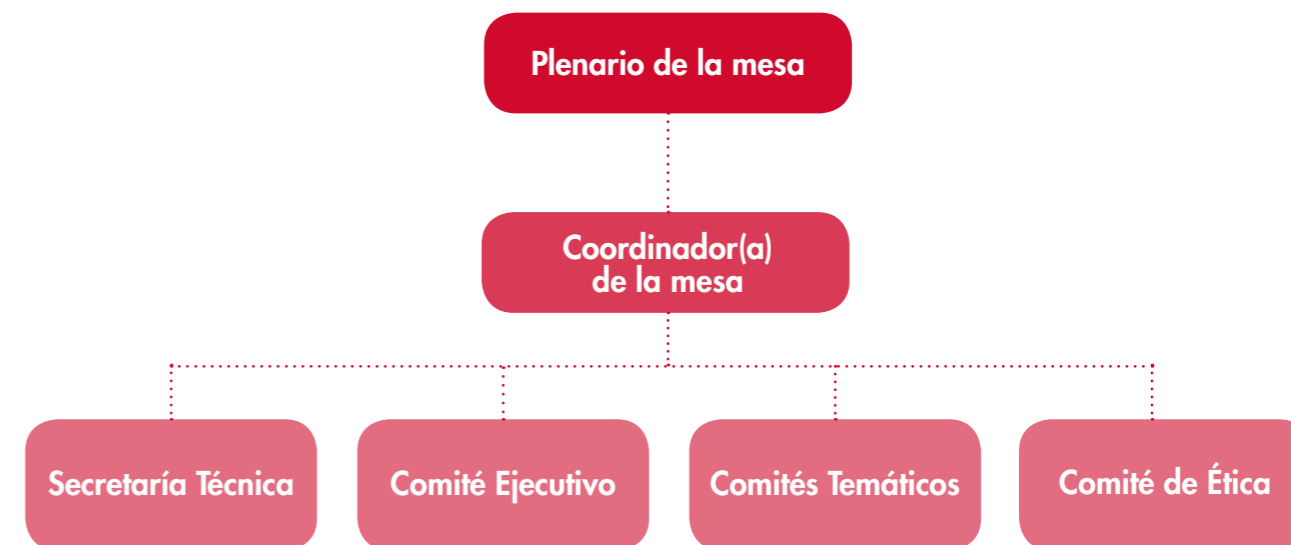 Plenario de la mesa
Coordinador(a)
de la mesa
Secretaría Técnica
Comité Ejecutivo
Comités Temáticos
Comité de Ética